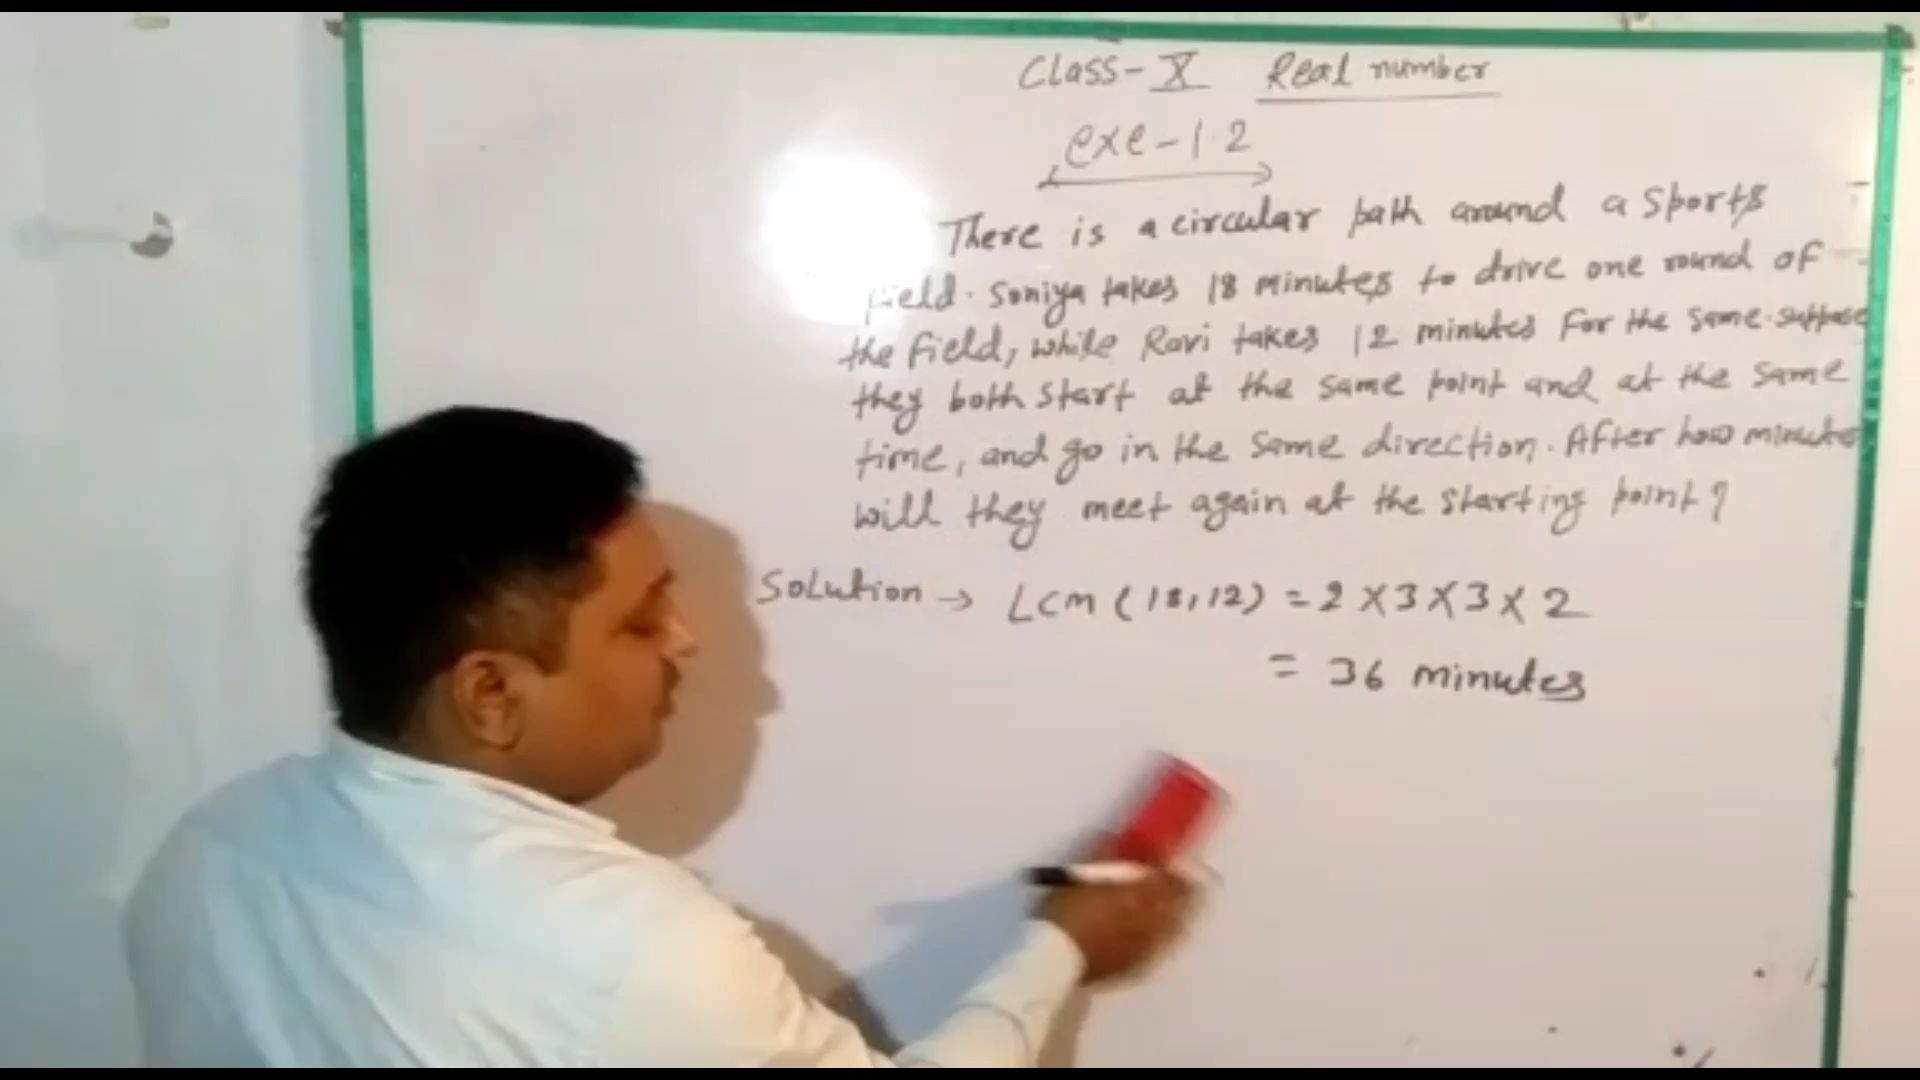 Class-X Real number
exe-1.2
There is a circular path around a sports
field. Soniya takes 18 minutes to drive one round of
the field, while Ravi takes 12 minutes for the same. suppose
they both start at the same point and at the same
time, and go in the same direction. After how minute
will they meet again at the starting point?
Solution → LCM (18,12) = 2 X 3 X 3 X 2
= 36 minutes